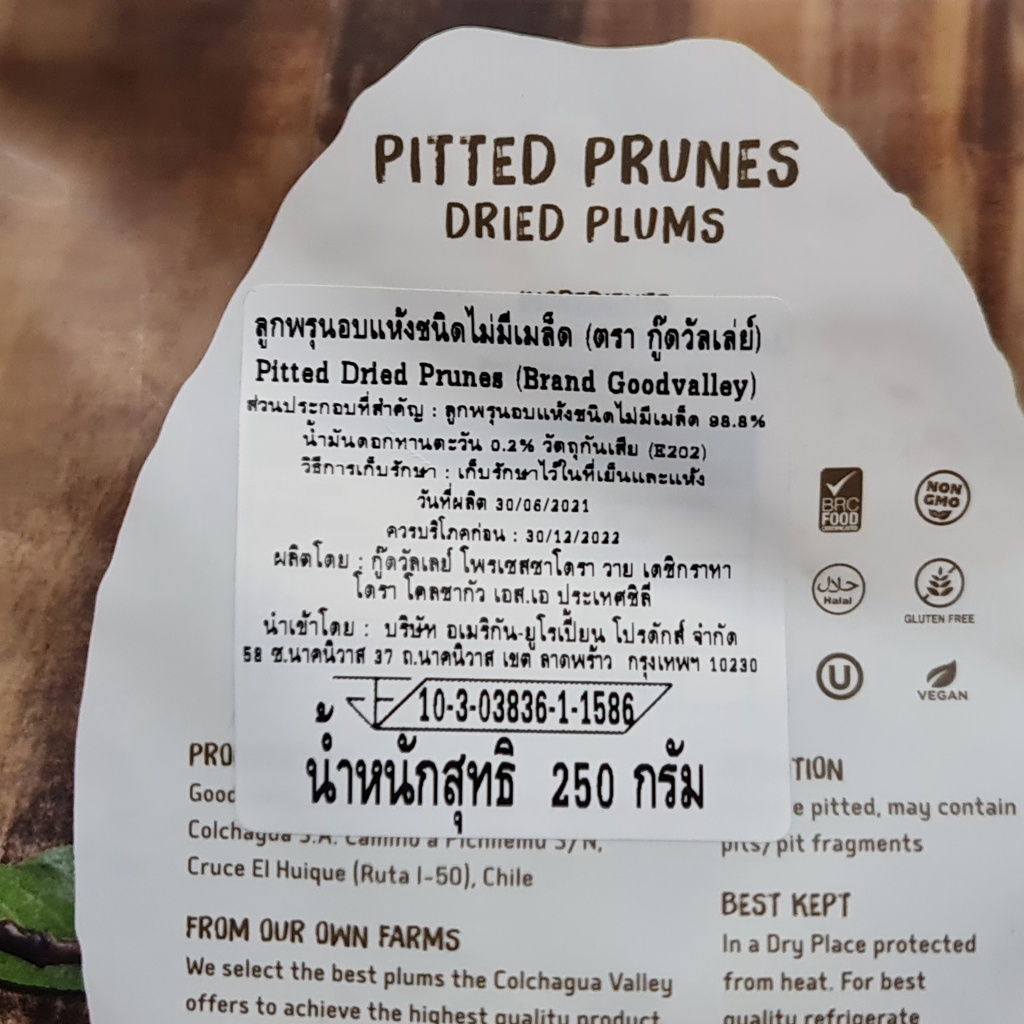 PITTED PRUNES
DRIED PLUMS
ลูกพรุนอบแห้งชนิดไม่มีเมล็ด (ตรา กู๊ดวัลเล่ย์)
Pitted Dried Prunes (Brand Goodvalley)
ส่วนประกอบที่สำคัญ : ลูกพรุนอบแห้งชนิดไม่มีเมล็ด 98.8%
น้ำมันดอกทานตะวัน 0.2% วัตถุกันเสีย (E202)
วิธีการเก็บรักษา : เก็บรักษาไว้ในที่เย็นและแห้ง
วันที่ผลิต 30/06/2021
ควรบริโภคก่อน : 30/12/2022
ผลิตโดย : กู๊ดวัลเลย์ โพรเซสซาโดรา วาย เดชิกราทา
โดรา โคลชากัว เอส.เอ ประเทศชิลี
นำเข้าโดย : บริษัท อเมริกัน-ยูโรเปี้ยน โปรดักส์ จำกัด
58 ซ.นาคนิวาส 37 ถ.นาคนิวาส เขต ลาดพร้าว กรุงเทพฯ 10230
10-3-03836-1-1586
น้ำหนักสุทธิ 250 กรัม
BRC
FOOD
NON
GMO
حلال
Halal
GLUTEN FREE
U
VEGAN
PRO
Good
Colchagua S.A. Camino a Pichilemu S/N,
Cruce El Huique (Ruta I-50), Chile
FROM OUR OWN FARMS
We select the best plums the Colchagua Valley
offers to achieve the highest quality product.
TION
e pitted, may contain
pits/pit fragments
BEST KEPT
In a Dry Place protected
from heat. For best
quality refrigerate